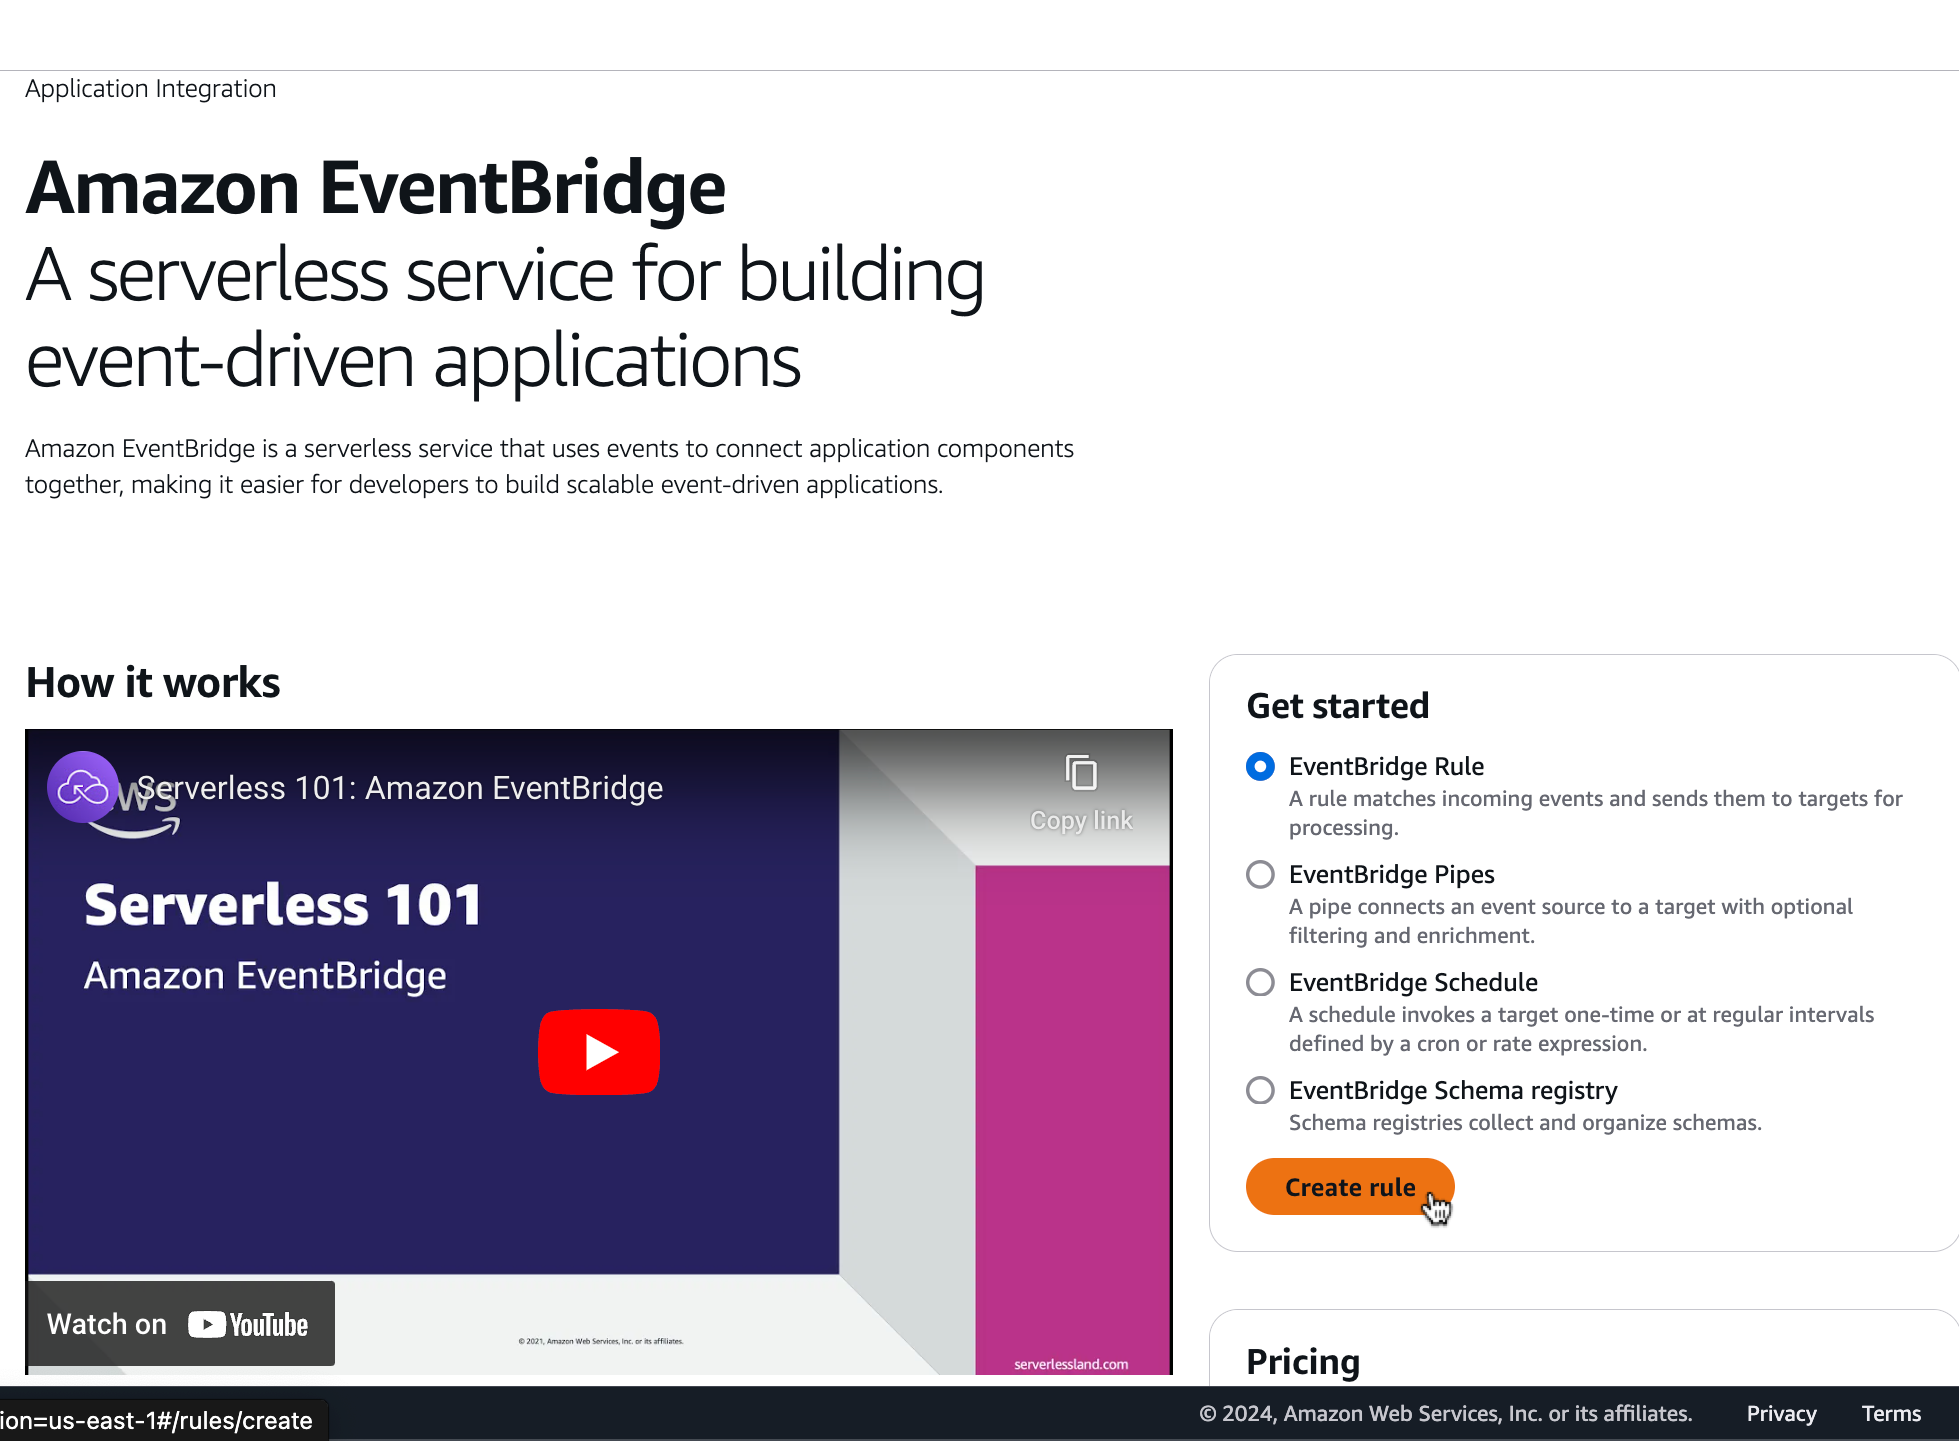 Application Integration
Amazon EventBridge
A serverless service for building
event-driven applications
Amazon EventBridge is a serverless service that uses events to connect application components
together, making it easier for developers to build scalable event-driven applications.
How it works
Serverless 101: Amazon EventBridge
Copy link
Serverless 101
Amazon EventBridge
Watch on YouTube
© 2021, Amazon Web Services, Inc. or its affiliates.
serverlessland.com
Get started
EventBridge Rule
A rule matches incoming events and sends them to targets for
processing.
EventBridge Pipes
A pipe connects an event source to a target with optional
filtering and enrichment.
EventBridge Schedule
A schedule invokes a target one-time or at regular intervals
defined by a cron or rate expression.
EventBridge Schema registry
Schema registries collect and organize schemas.
Create rule
Pricing
ion=us-east-1#/rules/create
© 2024, Amazon Web Services, Inc. or its affiliates.
Privacy
Terms